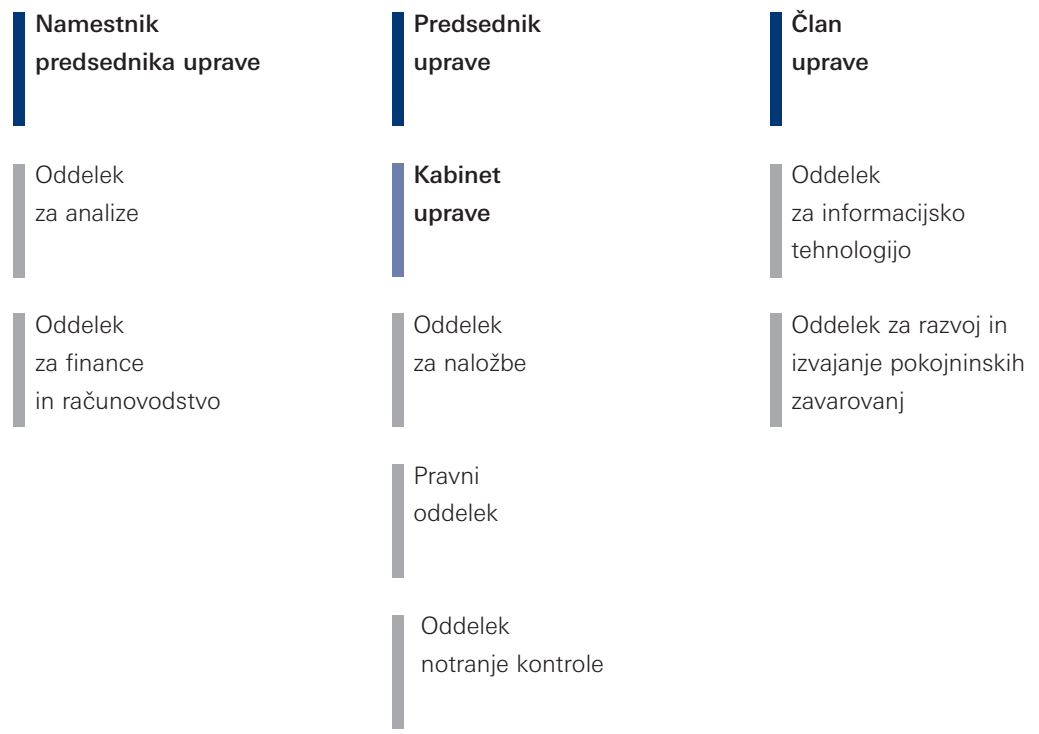 Namestnik
predsednika uprave
Predsednik
uprave
Član
uprave
Oddelek
za analize
Kabinet
uprave
Oddelek
za informacijsko
tehnologijo
Oddelek
za finance
in računovodstvo
Oddelek
za naložbe
Oddelek za razvoj in
izvajanje pokojninskih
zavarovanj
Pravni
oddelek
Oddelek
notranje kontrole